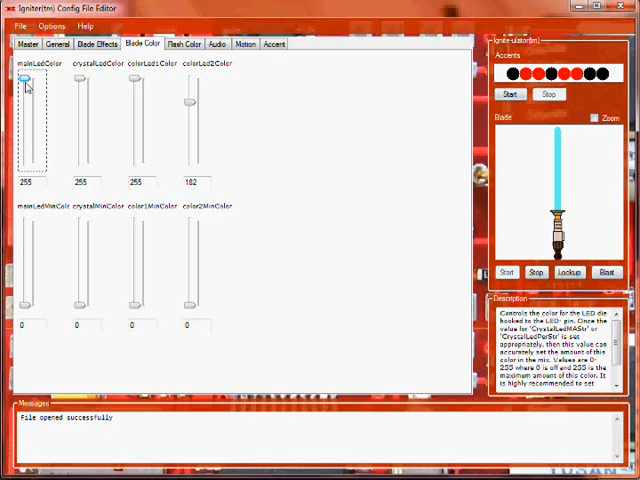 Igniter(tm) Config File Editor
File Options Help
Master General Blade Effects Blade Color Flash Color Audio Motion Accent
mainLedColor crystalLedColor colorLed1Color colorLed2Color
255 255 255 182
mainLedMinColor crystalMinColor color1MinColor color2MinColor
0 0 0 0
Ignite-ulator(tm)
Accents
Start Stop
Blade Zoom
Start Stop Lockup Blast
Description
Controls the color for the LED die
hooked to the LED- pin. Once the
value for 'CrystalLedMAStr' or
'CrystalLedPerStr' is set
appropriately, then this value can
accurately set the amount of this
color in the mix. Values are 0-
255 where 0 is off and 255 is the
maximum amount of this color. It
is highly recommended to set
Messages
File opened successfully